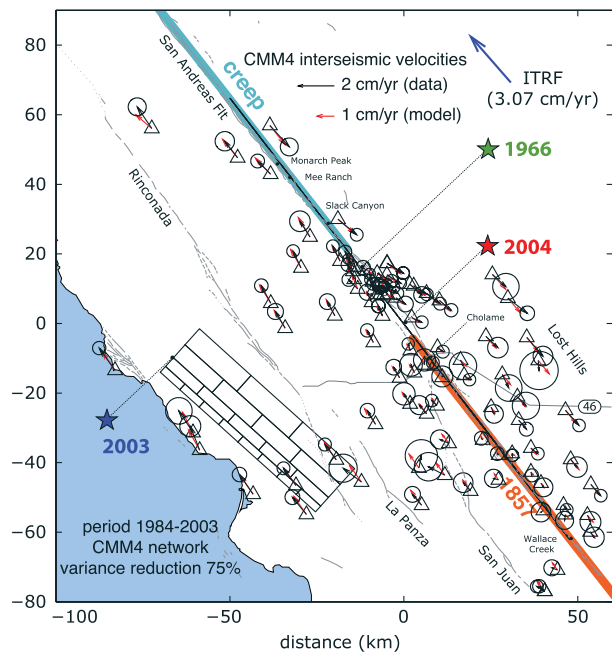 80
60
40
20
0
−20
−40
−60
−80
−100
−50
0
50
distance (km)
CMM4 interseismic velocities
2 cm/yr (data)
1 cm/yr (model)
ITRF
(3.07 cm/yr)
creep
San Andreas Flt
1966
Monarch Peak
Mee Ranch
Slack Canyon
Rinconada
2004
Cholame
Lost Hills
46
2003
1857
La Panza
San Juan
Wallace
Creek
period 1984-2003
CMM4 network
variance reduction 75%